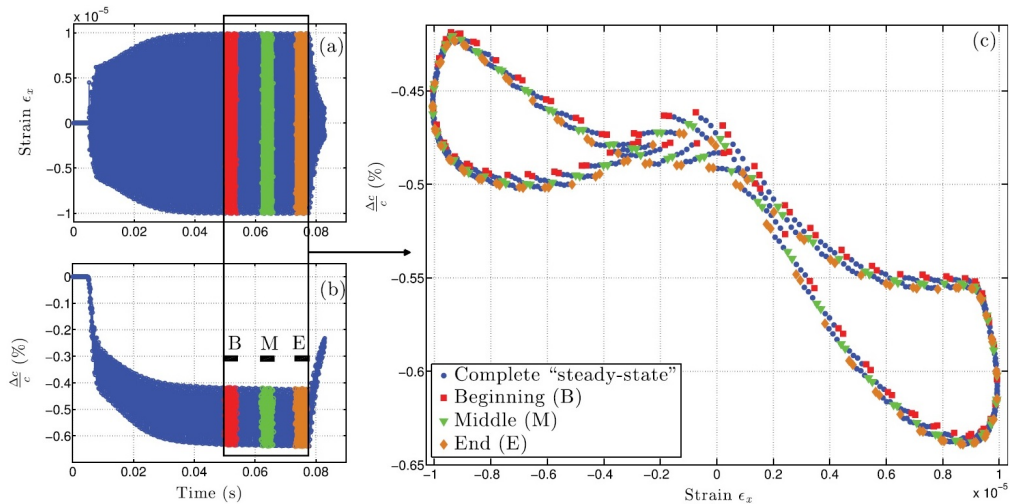 x 10⁻⁵
1
0.5
0
−0.5
−1
Strain ϵₓ
(a)
0 0.02 0.04 0.06 0.08
0
−0.1
−0.2
−0.3
−0.4
−0.5
−0.6
Δc/c (%)
(b)
B M E
0 0.02 0.04 0.06 0.08
Time (s)
(c)
−0.45
−0.5
−0.55
−0.6
−0.65
Δc/c (%)
Complete “steady-state”
Beginning (B)
Middle (M)
End (E)
−1 −0.8 −0.6 −0.4 −0.2 0 0.2 0.4 0.6 0.8 1
x 10⁻⁵
Strain ϵₓ